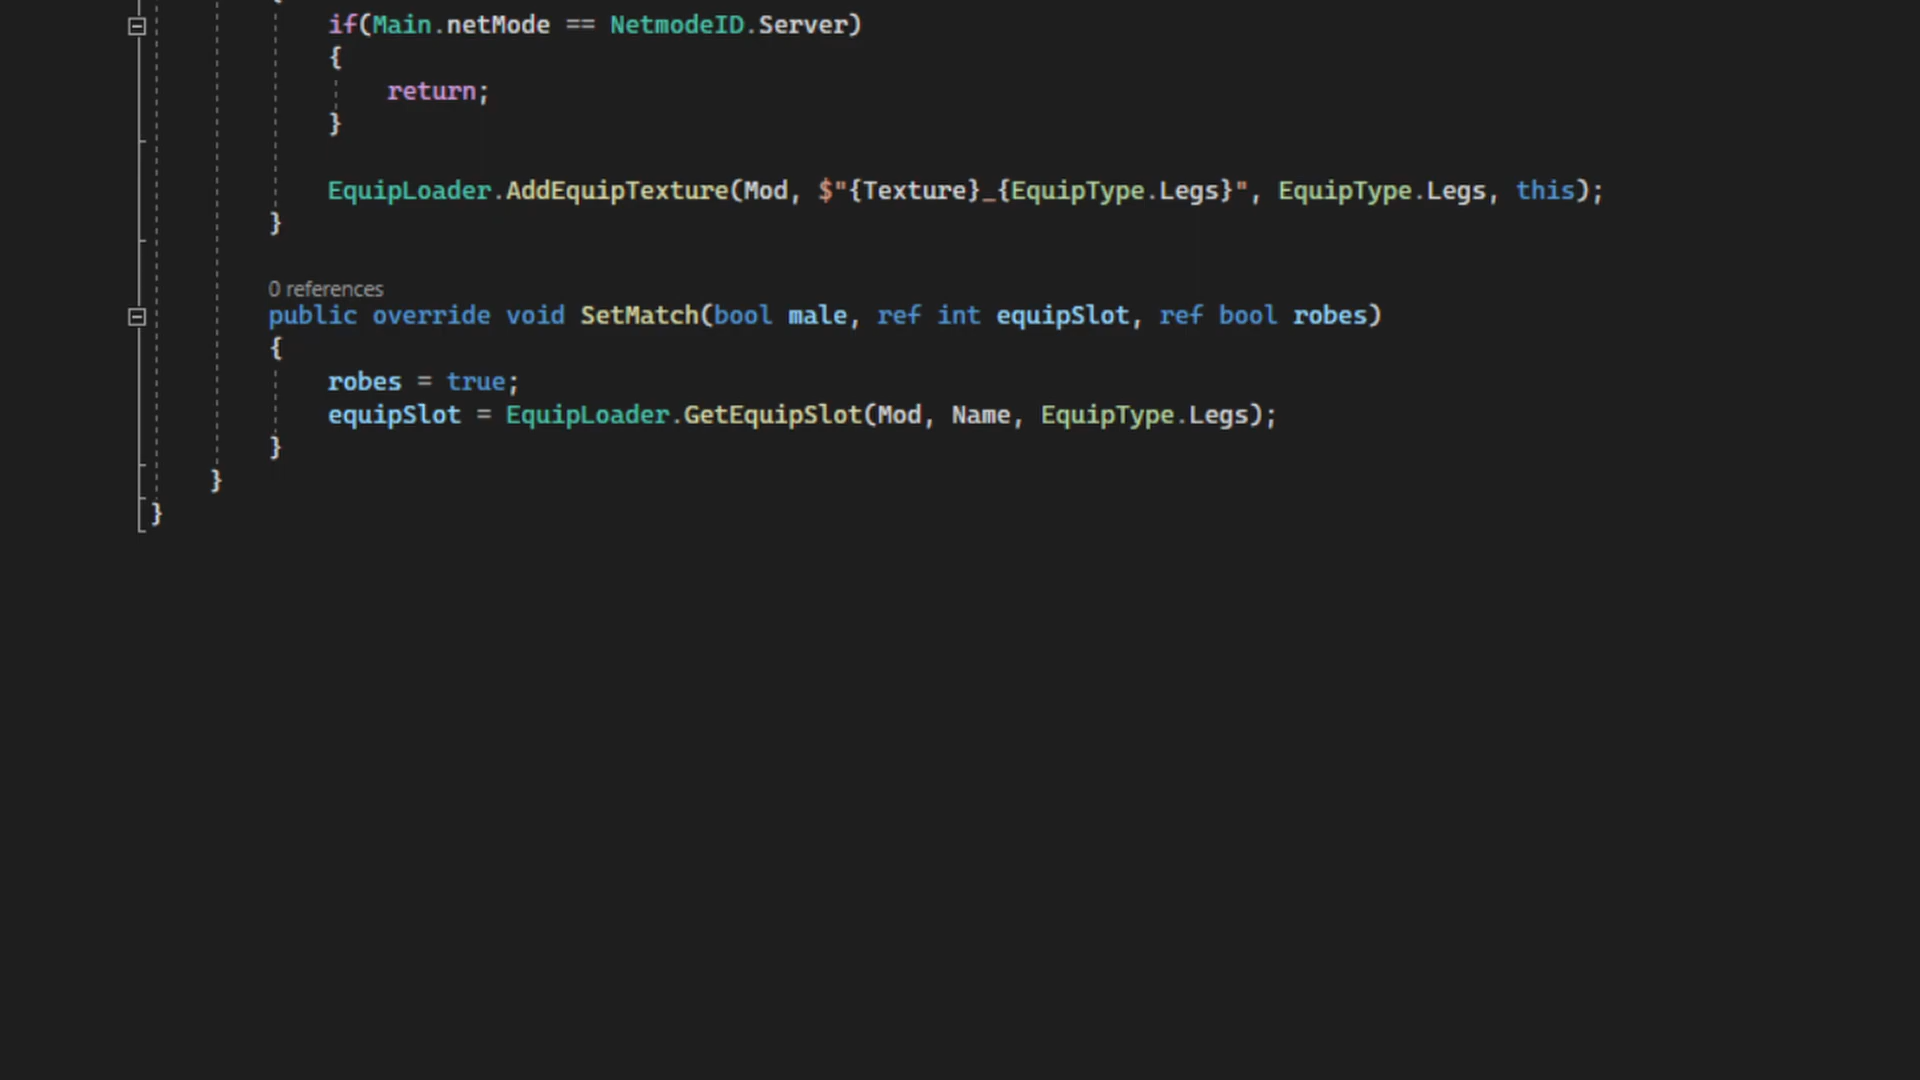 if(Main.netMode == NetmodeID.Server)
{
return;
}
EquipLoader.AddEquipTexture(Mod, $"{Texture}_{EquipType.Legs}", EquipType.Legs, this);
}
0 references
public override void SetMatch(bool male, ref int equipSlot, ref bool robes)
{
robes = true;
equipSlot = EquipLoader.GetEquipSlot(Mod, Name, EquipType.Legs);
}
}
}